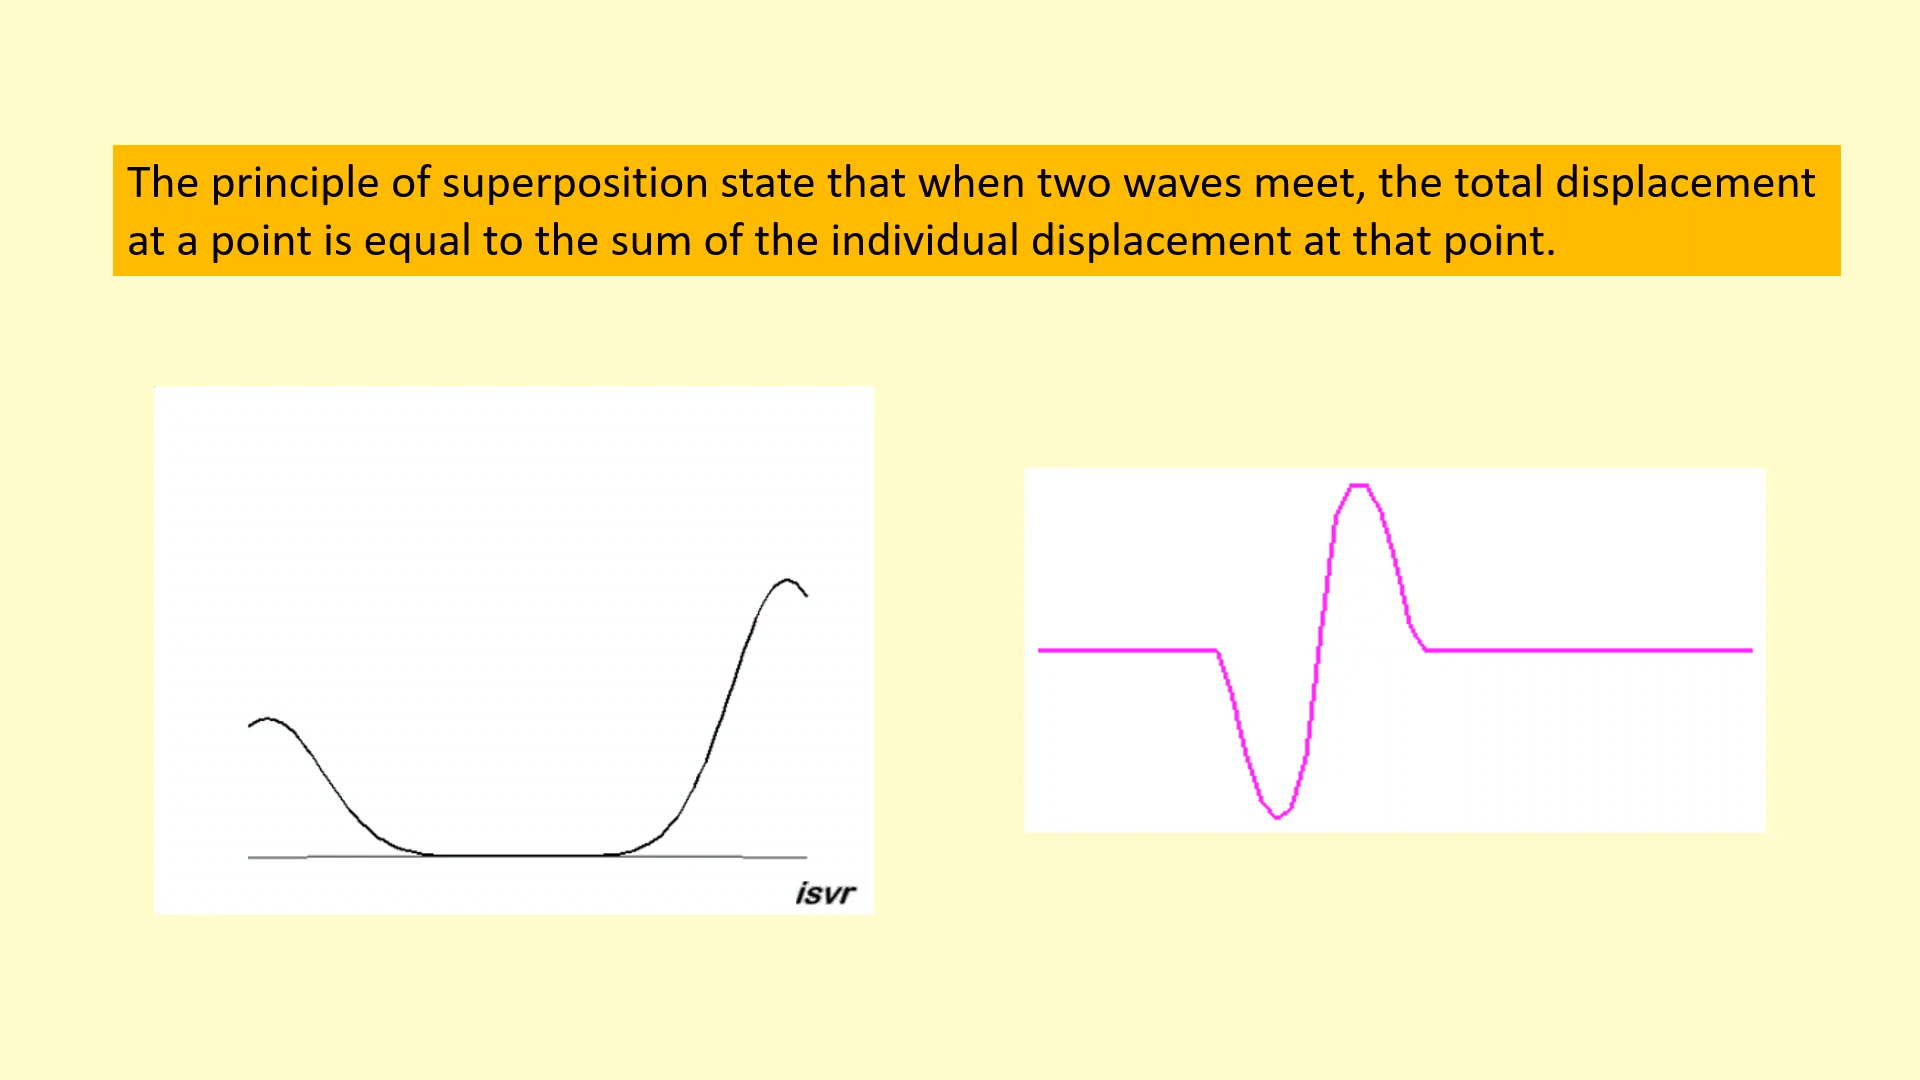 The principle of superposition state that when two waves meet, the total displacement
at a point is equal to the sum of the individual displacement at that point.
isvr